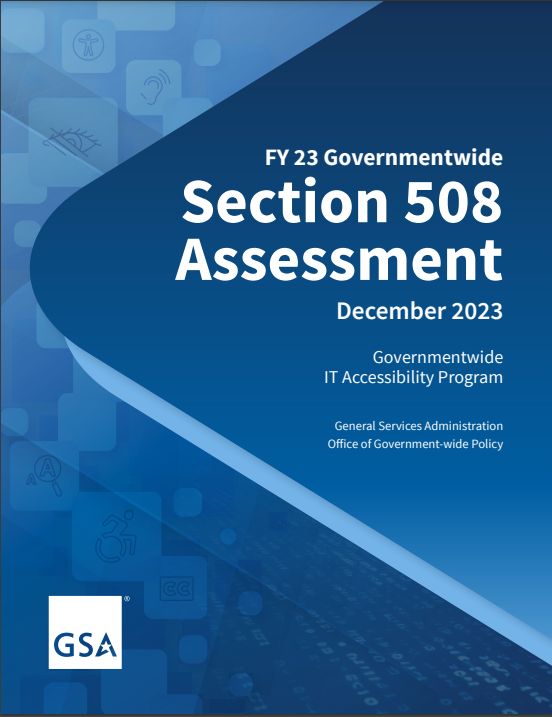 FY 23 Governmentwide
Section 508
Assessment
December 2023
Governmentwide
IT Accessibility Program
General Services Administration
Office of Government-wide Policy
A A
CC
GSA ®